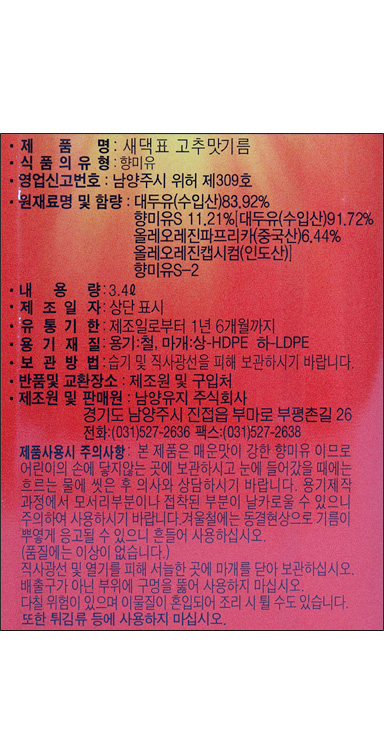 · 제 품 명 : 새댁표 고추맛기름
· 식 품 의 유 형 : 향미유
· 영업신고번호 : 남양주시 위허 제309호
· 원재료명 및 함량 : 대두유(수입산)83.92%
향미유S 11.21%[대두유(수입산)91.72%
올레오레진파프리카(중국산)6.44%
올레오레진캡시컴(인도산)]
향미유S-2
· 내 용 량 : 3.4ℓ
· 제 조 일 자 : 상단 표시
· 유 통 기 한 : 제조일로부터 1년 6개월까지
· 용 기 재 질 : 용기:철, 마개:상-HDPE 하-LDPE
· 보 관 방 법 : 습기 및 직사광선을 피해 보관하시기 바랍니다.
· 반품및 교환장소 : 제조원 및 구입처
· 제조원 및 판매원 : 남양유지 주식회사
경기도 남양주시 진접읍 부마로 부평촌길 26
전화:(031)527-2636 팩스:(031)527-2638
제품사용시 주의사항: 본 제품은 매운맛이 강한 향미유 이므로
어린이의 손에 닿지않는 곳에 보관하시고 눈에 들어갔을 때에는
흐르는 물에 씻은 후 의사와 상담하시기 바랍니다. 용기제작
과정에서 모서리부분이나 접착된 부분이 날카로울 수 있으니
주의하여 사용하시기 바랍니다.겨울철에는 동결현상으로 기름이
뿌옇게 응고될 수 있으니 흔들어 사용하십시오.
(품질에는 이상이 없습니다.)
직사광선 및 열기를 피해 서늘한 곳에 마개를 닫아 보관하십시오.
배출구가 아닌 부위에 구멍을 뚫어 사용하지 마십시오.
다칠 위험이 있으며 이물질이 혼입되어 조리 시 튈 수도 있습니다.
또한 튀김류 등에 사용하지 마십시오.